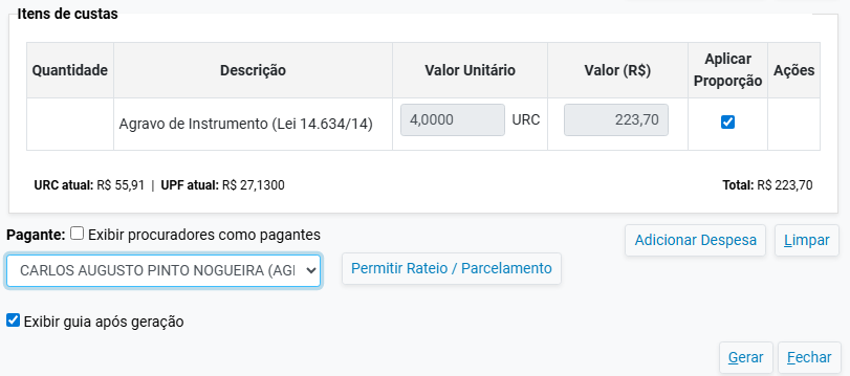 Itens de custas
Quantidade Descrição Valor Unitário Valor (R$) Aplicar Proporção Ações
Agravo de Instrumento (Lei 14.634/14) 4,0000 URC 223,70
URC atual: R$ 55,91 | UPF atual: R$ 27,1300 Total: R$ 223,70
Pagante: Exibir procuradores como pagantes Adicionar Despesa Limpar
CARLOS AUGUSTO PINTO NOGUEIRA (AGI Permitir Rateio / Parcelamento
Exibir guia após geração
Gerar Fechar